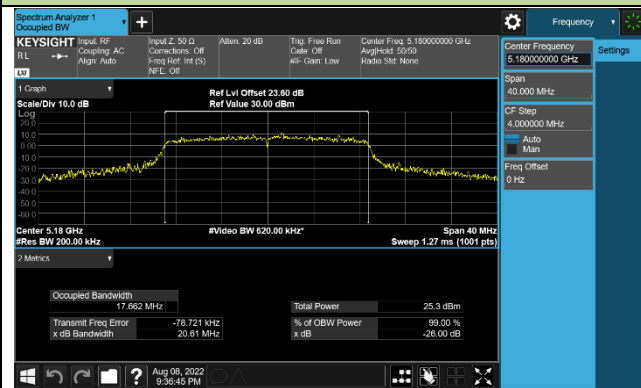 Spectrum Analyzer 1
Occupied BW
Frequency
KEYSIGHT
RL
LXI
Input: RF
Coupling: AC
Align: Auto
Input Z: 50 Ω
Corrections: Off
Freq Ref: Int (S)
NFE: Off
Atten: 20 dB
Trig: Free Run
Gate: Off
#IF Gain: Low
Center Freq: 5.180000000 GHz
Avg|Hold: 50/50
Radio Std: None
Center Frequency
5.180000000 GHz
Settings
Span
40.000 MHz
CF Step
4.000000 MHz
Auto
Man
Freq Offset
0 Hz
1 Graph
Scale/Div 10.0 dB
Ref Lvl Offset 23.60 dB
Ref Value 30.00 dBm
Log
20.0
10.0
0.00
-10.0
-20.0
-30.0
-40.0
-50.0
-60.0
Center 5.18 GHz
#Video BW 620.00 kHz*
Span 40 MHz
#Res BW 200.00 kHz
Sweep 1.27 ms (1001 pts)
2 Metrics
Occupied Bandwidth
17.662 MHz
Total Power
25.3 dBm
Transmit Freq Error
-78.721 kHz
% of OBW Power
99.00 %
x dB Bandwidth
20.61 MHz
x dB
-26.00 dB
?
Aug 08, 2022
9:36:45 PM